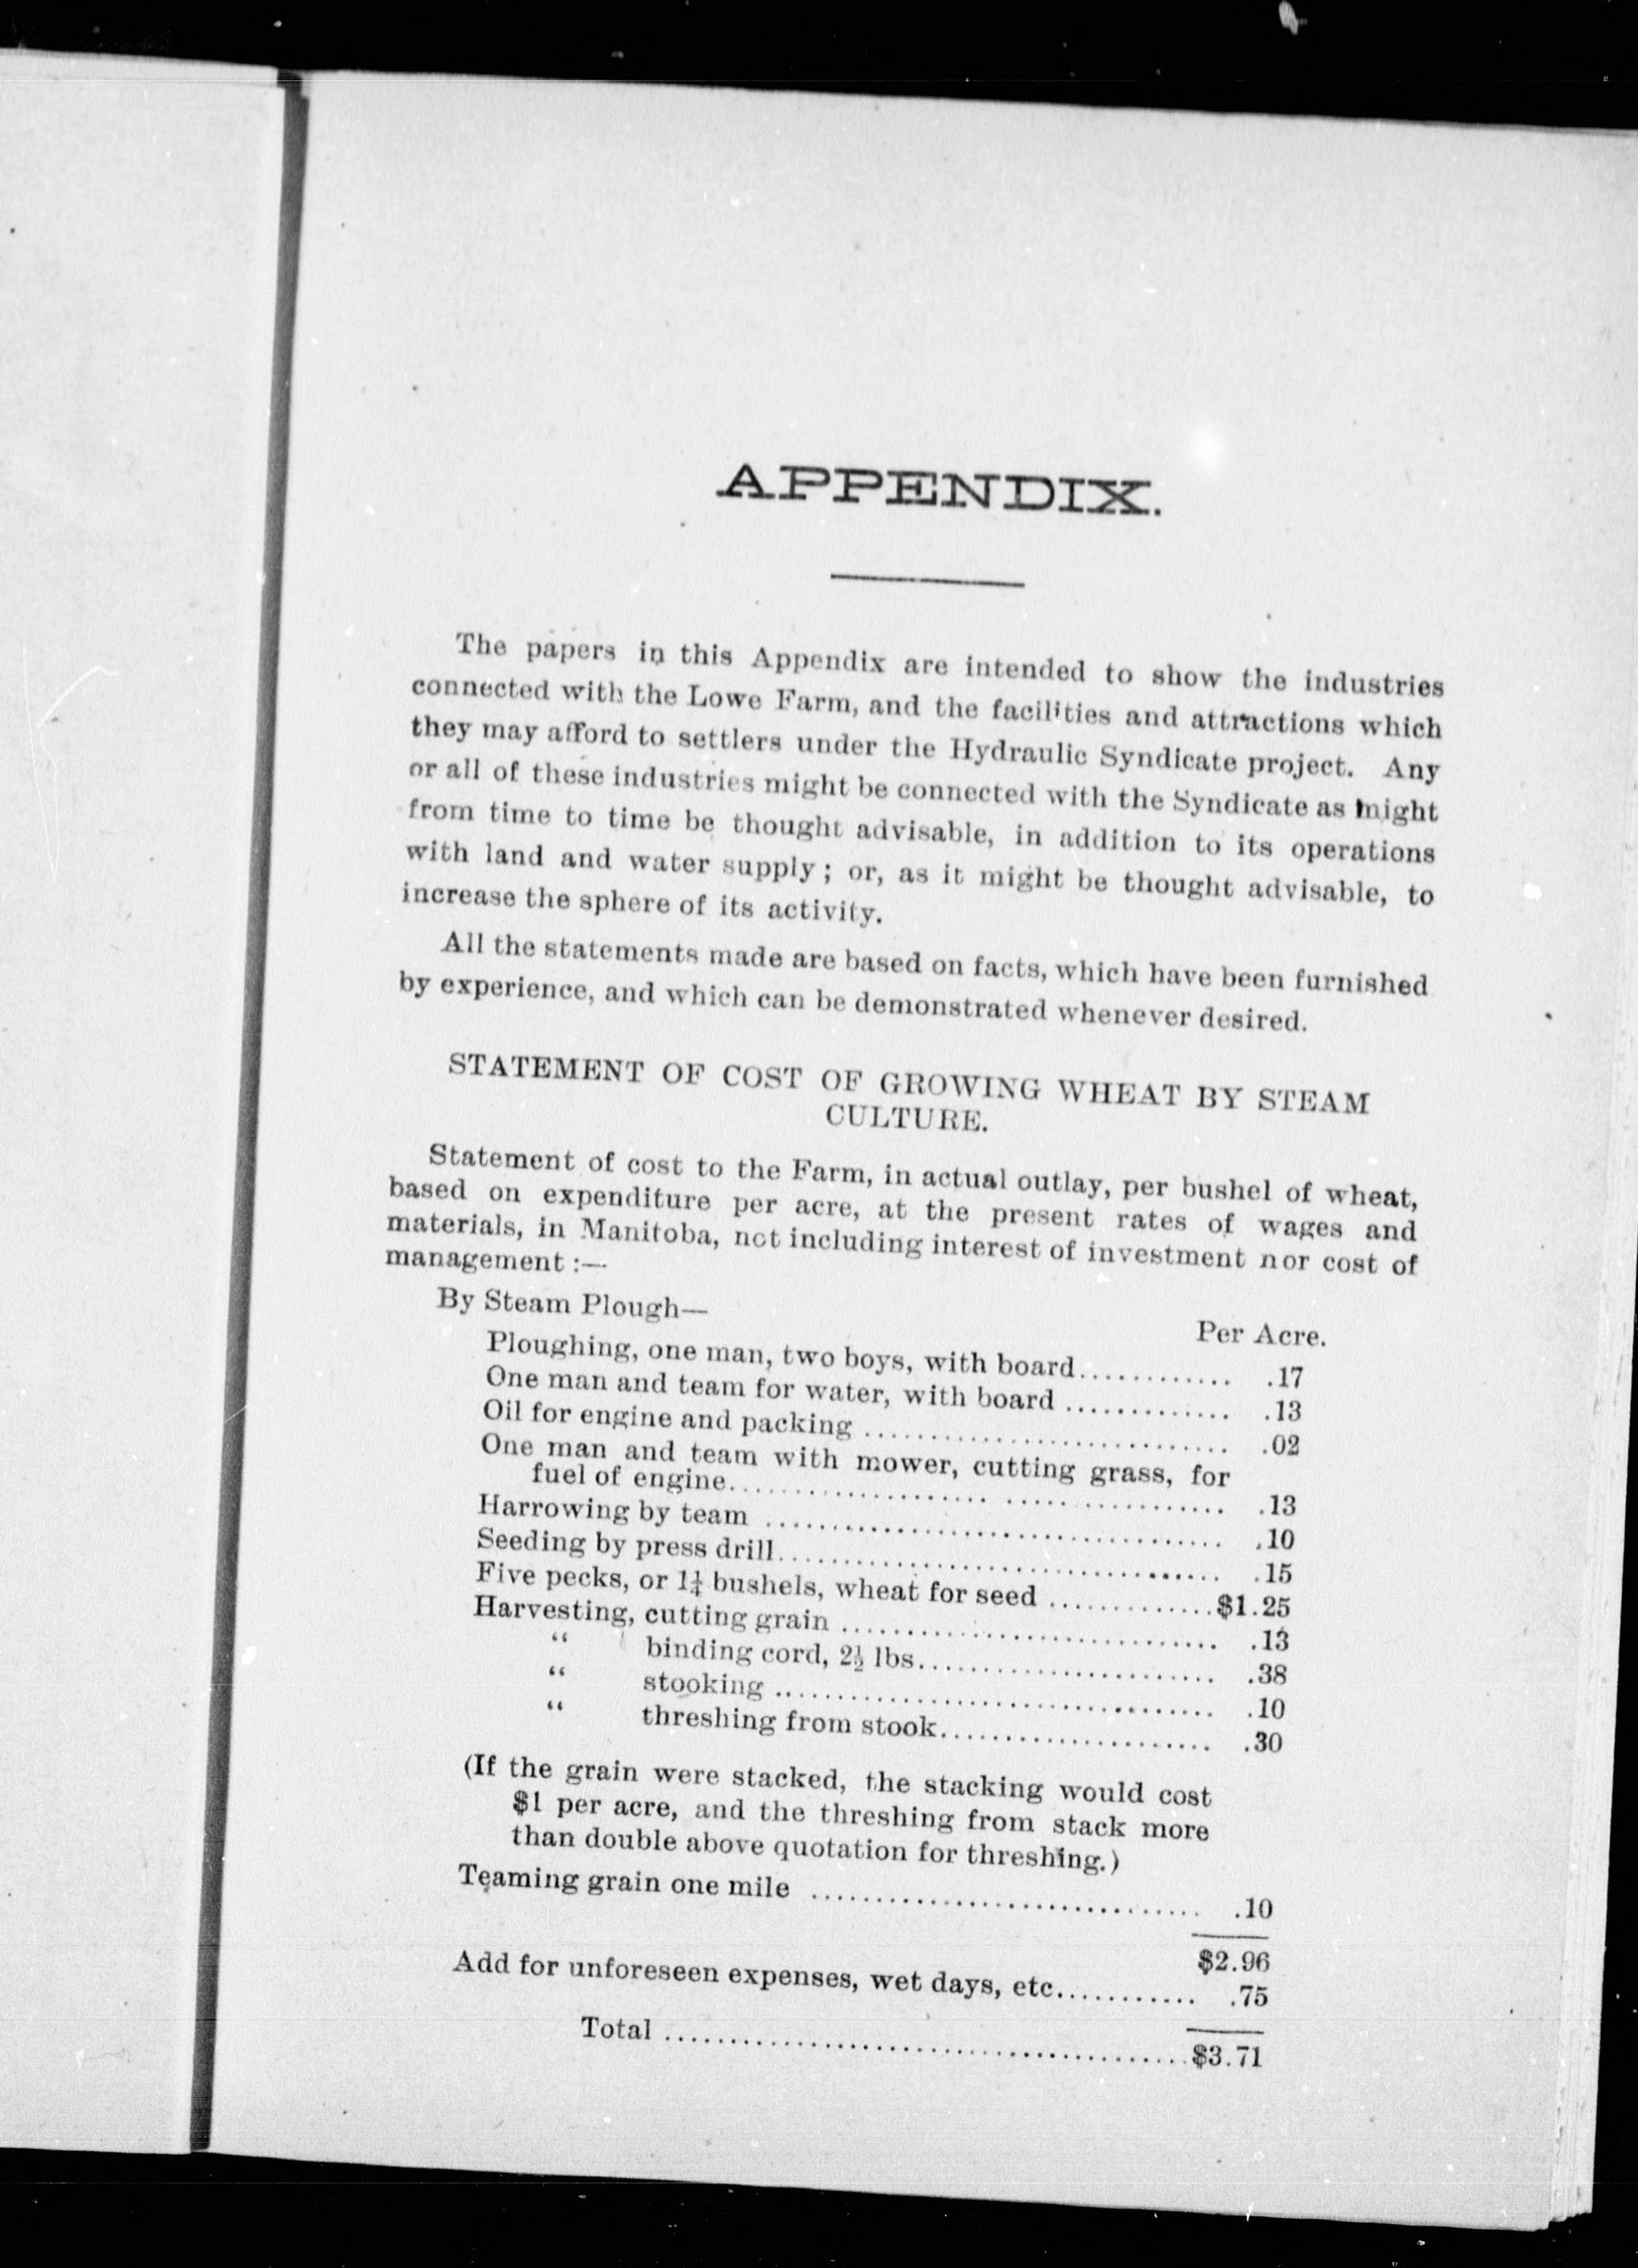 APPENDIX.
The papers in this Appendix are intended to show the industries
connected with the Lowe Farm, and the facilities and attractions which
they may afford to settlers under the Hydraulic Syndicate project. Any
or all of these industries might be connected with the Syndicate as might
from time to time be thought advisable, in addition to its operations
with land and water supply; or, as it might be thought advisable, to
increase the sphere of its activity.
All the statements made are based on facts, which have been furnished
by experience, and which can be demonstrated whenever desired.
STATEMENT OF COST OF GROWING WHEAT BY STEAM
CULTURE.
Statement of cost to the Farm, in actual outlay, per bushel of wheat,
based on expenditure per acre, at the present rates of wages and
materials, in Manitoba, not including interest of investment nor cost of
management:—
By Steam Plough—
Per Acre.
Ploughing, one man, two boys, with board............ .17
One man and team for water, with board ............. .13
Oil for engine and packing ............................ .02
One man and team with mower, cutting grass, for
fuel of engine...................................... .13
Harrowing by team ................................... .10
Seeding by press drill.................................. .15
Five pecks, or 1¼ bushels, wheat for seed .............$1.25
Harvesting, cutting grain ............................. .13
“ binding cord, 2½ lbs....................... .38
“ stooking .................................. .10
“ threshing from stook..................... .30
(If the grain were stacked, the stacking would cost
$1 per acre, and the threshing from stack more
than double above quotation for threshing.)
Teaming grain one mile .............................. .10
$2.96
Add for unforeseen expenses, wet days, etc........... .75
Total ........................................$3.71